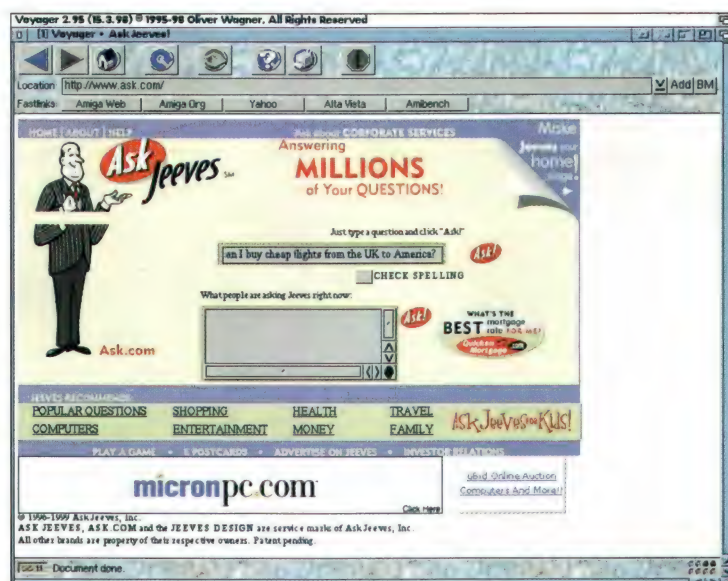 Voyager 2.95 (15.3.98) © 1995-98 Oliver Wagner, All Rights Reserved
[1] Voyager • Ask Jeeves!
Location http://www.ask.com/ Add BM
Fastlinks: Amiga Web Amiga Org Yahoo Alta Vista Amibench
HOME | ABOUT | HELP
Ask about CORPORATE SERVICES
Make
Jeeves your
home
page
Ask Jeeves SM
Answering
MILLIONS
of Your QUESTIONS!
Just type a question and click "Ask!"
an I buy cheap flights from the UK to America? Ask!
CHECK SPELLING
What people are asking Jeeves right now:
Ask!
WHAT'S THE
BEST mortgage
rate FOR ME?
Quicken
Mortgage .com
Ask.com
JEEVES RECOMMENDS
POPULAR QUESTIONS SHOPPING HEALTH TRAVEL
COMPUTERS ENTERTAINMENT MONEY FAMILY
Ask Jeeves FOR Kids!
PLAY A GAME • E POSTCARDS • ADVERTISE ON JEEVES • INVESTOR RELATIONS
micronpc.com
Click Here
uBid Online Auction
Computers And More!!
© 1996-1999 Ask Jeeves, Inc.
ASK JEEVES, ASK.COM and the JEEVES DESIGN are service marks of Ask Jeeves, Inc.
All other brands are property of their respective owners. Patent pending.
Document done.